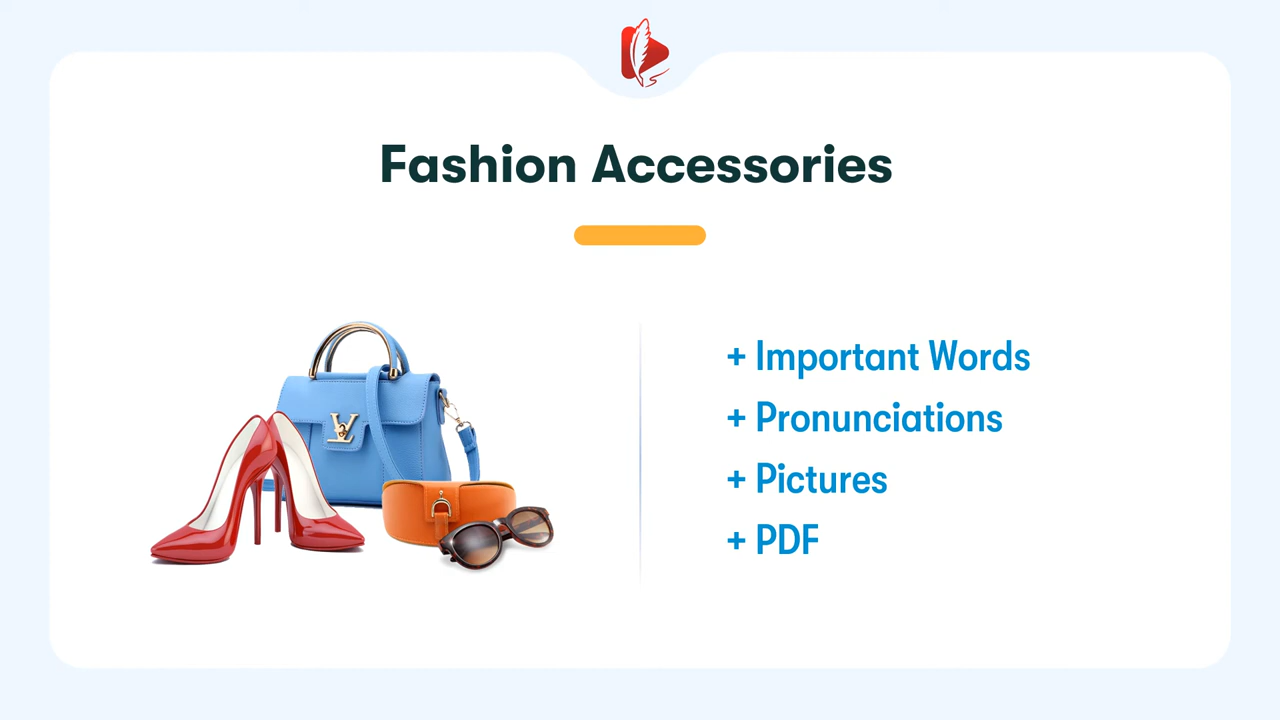 Fashion Accessories
+ Important Words
+ Pronunciations
+ Pictures
+ PDF